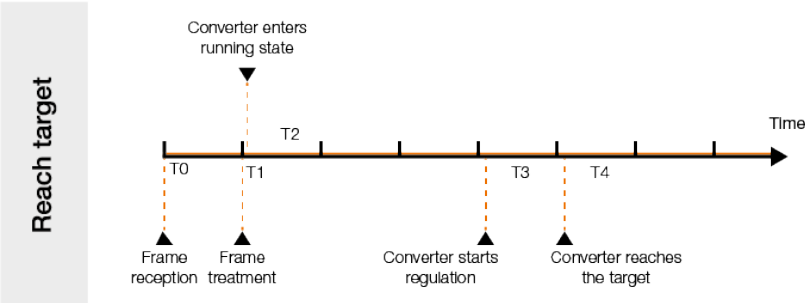 Reach target
Converter enters
running state
T2
Time
T0
T1
T3
T4
Frame
reception
Frame
treatment
Converter starts
regulation
Converter reaches
the target